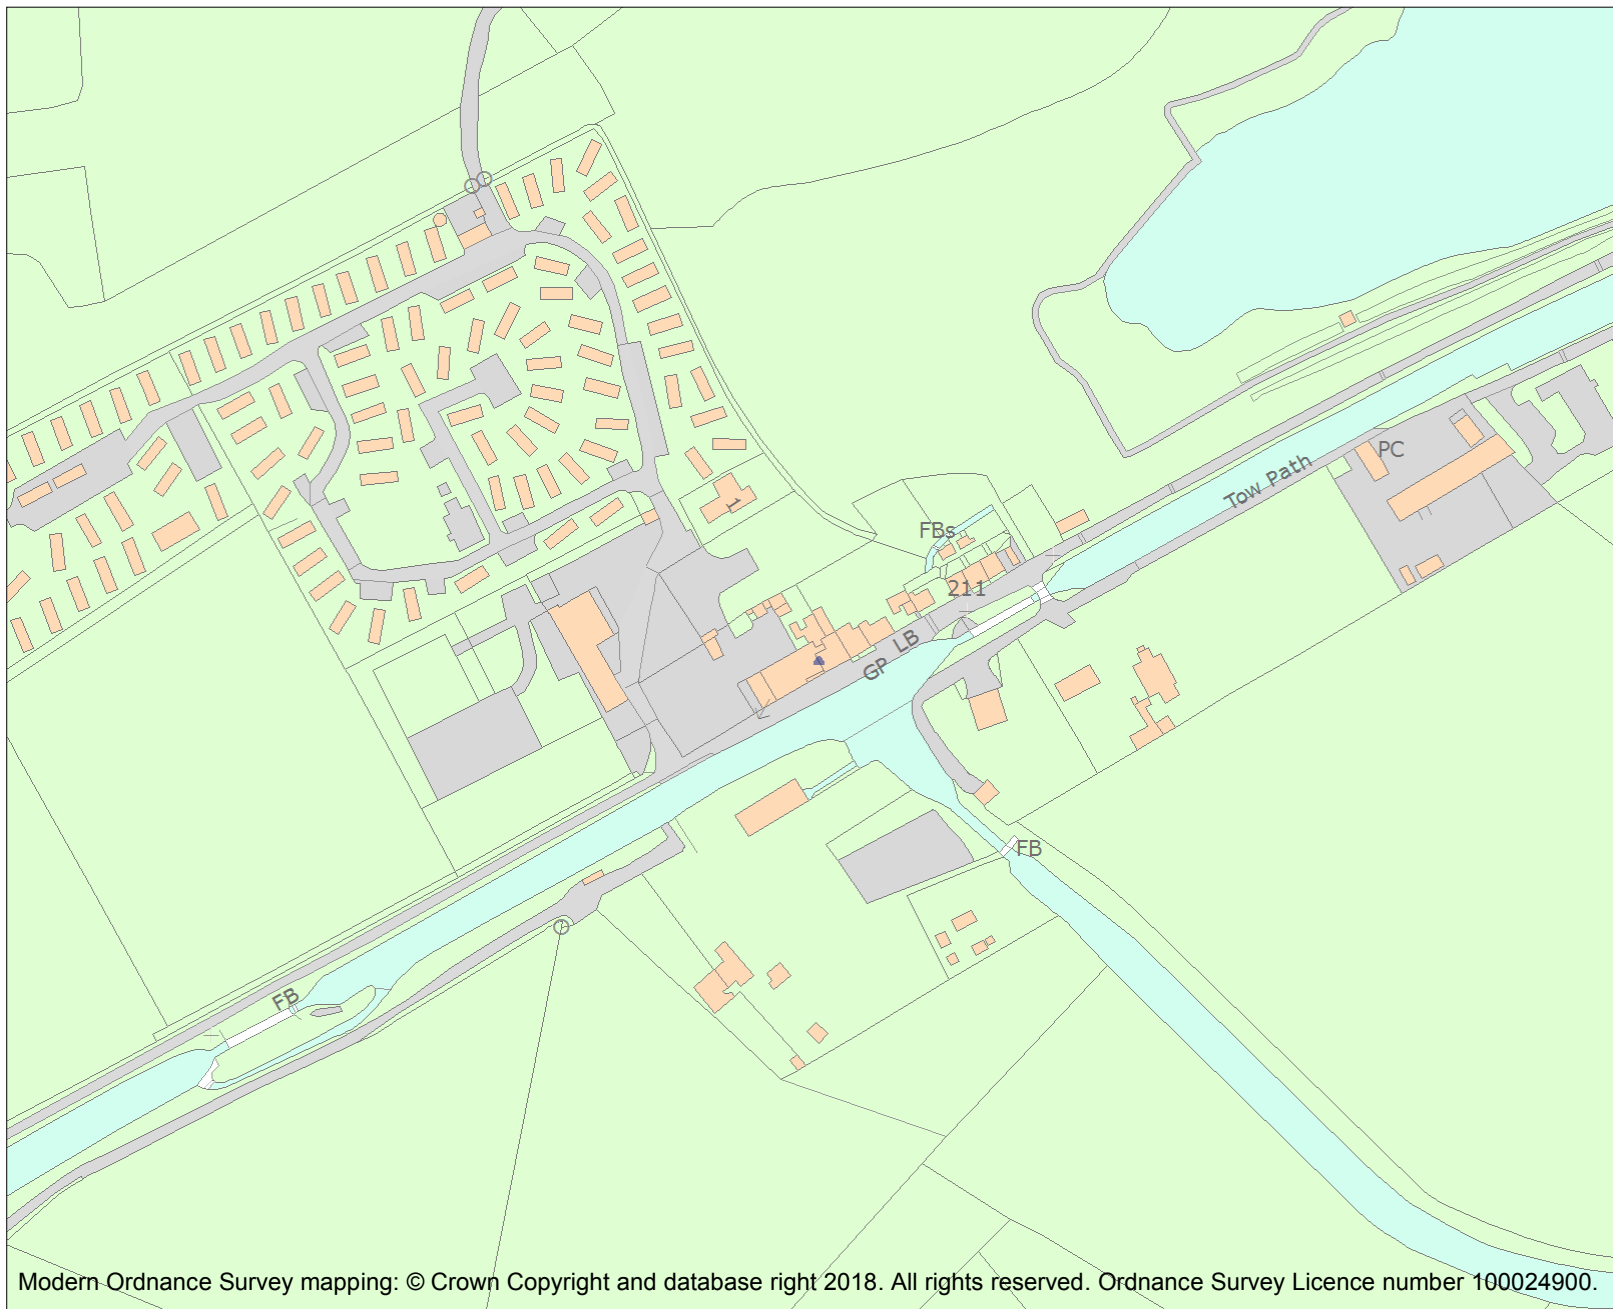 PC
Tow Path
1
FBs
211
LB
GP
FB
FB
Modern Ordnance Survey mapping: © Crown Copyright and database right 2018. All rights reserved. Ordnance Survey Licence number 100024900.